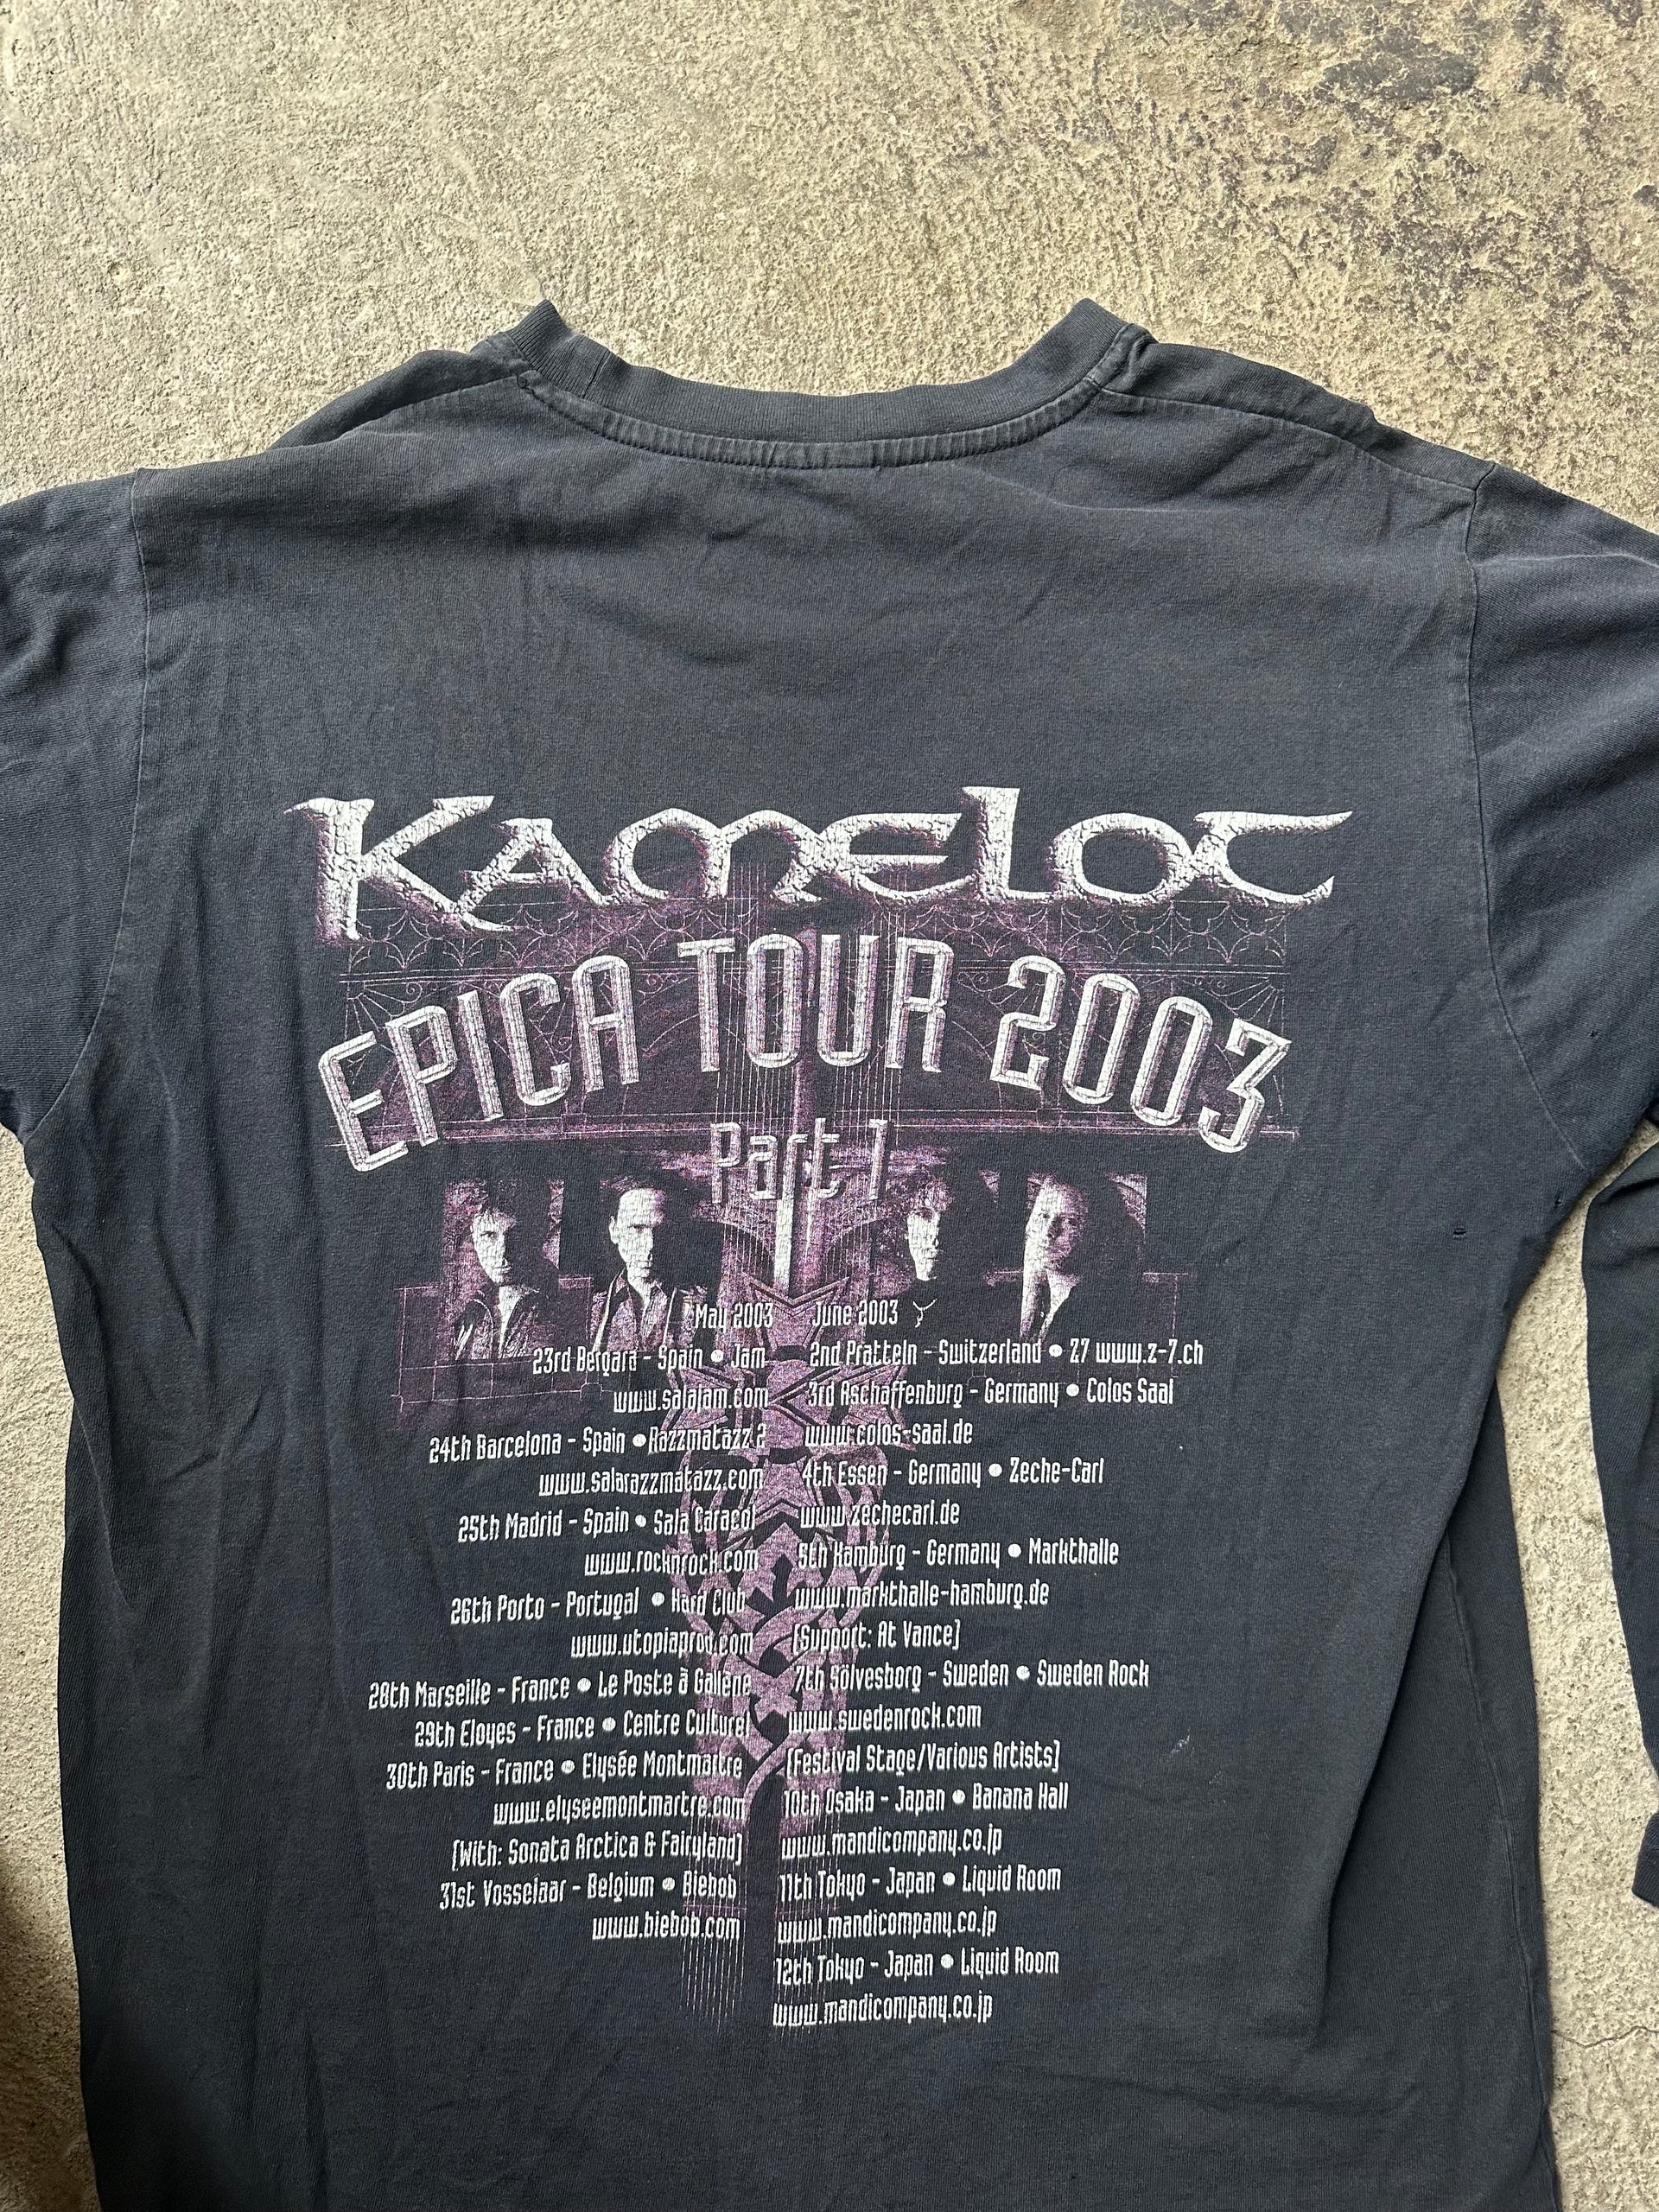 Kamelot
EPICA TOUR 2003
Part 1
May 2003
23rd Bergara - Spain • Jam
www.salajam.com
24th Barcelona - Spain • Razzmatazz 2
www.salarazzmatazz.com
25th Madrid - Spain • Sala Caracol
www.rocknrock.com
26th Porto - Portugal • Hard Club
www.utopiaprod.com
28th Marseille - France • Le Poste à Galiène
29th Eloyes - France • Centre Culturel
30th Paris - France • Elysée Montmartre
www.elyseemontmartre.com
(With: Sonata Arctica & Fairyland)
31st Vosselaar - Belgium • Biebob
www.biebob.com
June 2003
2nd Pratteln - Switzerland • Z7 www.z-7.ch
3rd Aschaffenburg - Germany • Colos Saal
www.colos-saal.de
4th Essen - Germany • Zeche-Carl
www.zechecarl.de
5th Hamburg - Germany • Markthalle
www.markthalle-hamburg.de
(Support: At Vance)
7th Sölvesborg - Sweden • Sweden Rock
www.swedenrock.com
(Festival Stage/Various Artists)
10th Osaka - Japan • Banana Hall
www.mandicompany.co.jp
11th Tokyo - Japan • Liquid Room
www.mandicompany.co.jp
12th Tokyo - Japan • Liquid Room
www.mandicompany.co.jp